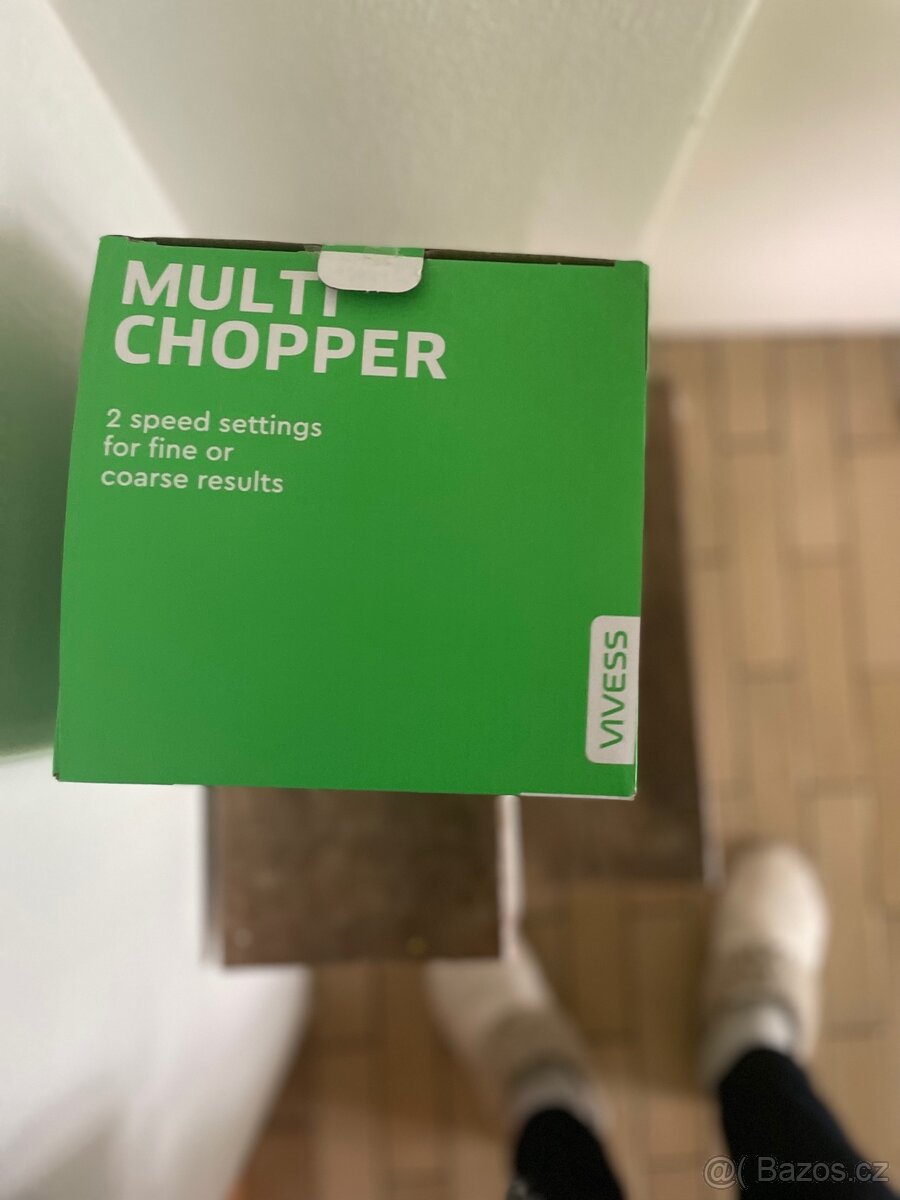 MULTI
CHOPPER
2 speed settings
for fine or
coarse results
VIVESS
@( Bazos.cz